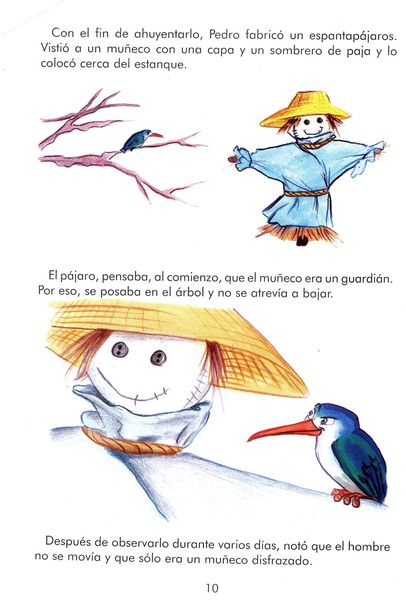 Con el fin de ahuyentarlo, Pedro fabricó un espantapájaros.
Vistió a un muñeco con una capa y un sombrero de paja y lo
colocó cerca del estanque.
El pájaro, pensaba, al comienzo, que el muñeco era un guardián.
Por eso, se posaba en el árbol y no se atrevía a bajar.
Después de observarlo durante varios días, notó que el hombre
no se movía y que sólo era un muñeco disfrazado.
10